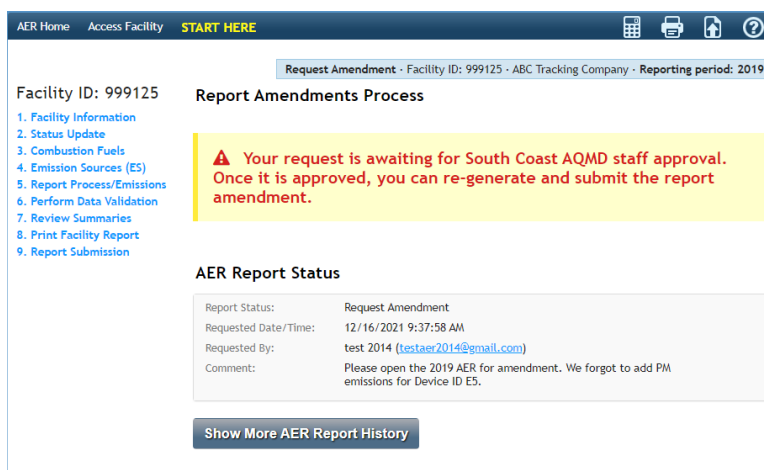 AER Home Access Facility START HERE
Request Amendment · Facility ID: 999125 · ABC Tracking Company · Reporting period: 2019
Facility ID: 999125
1. Facility Information
2. Status Update
3. Combustion Fuels
4. Emission Sources (ES)
5. Report Process/Emissions
6. Perform Data Validation
7. Review Summaries
8. Print Facility Report
9. Report Submission
Report Amendments Process
Your request is awaiting for South Coast AQMD staff approval.
Once it is approved, you can re-generate and submit the report
amendment.
AER Report Status
Report Status: Request Amendment
Requested Date/Time: 12/16/2021 9:37:58 AM
Requested By: test 2014 (testaer2014@gmail.com)
Comment: Please open the 2019 AER for amendment. We forgot to add PM
emissions for Device ID E5.
Show More AER Report History